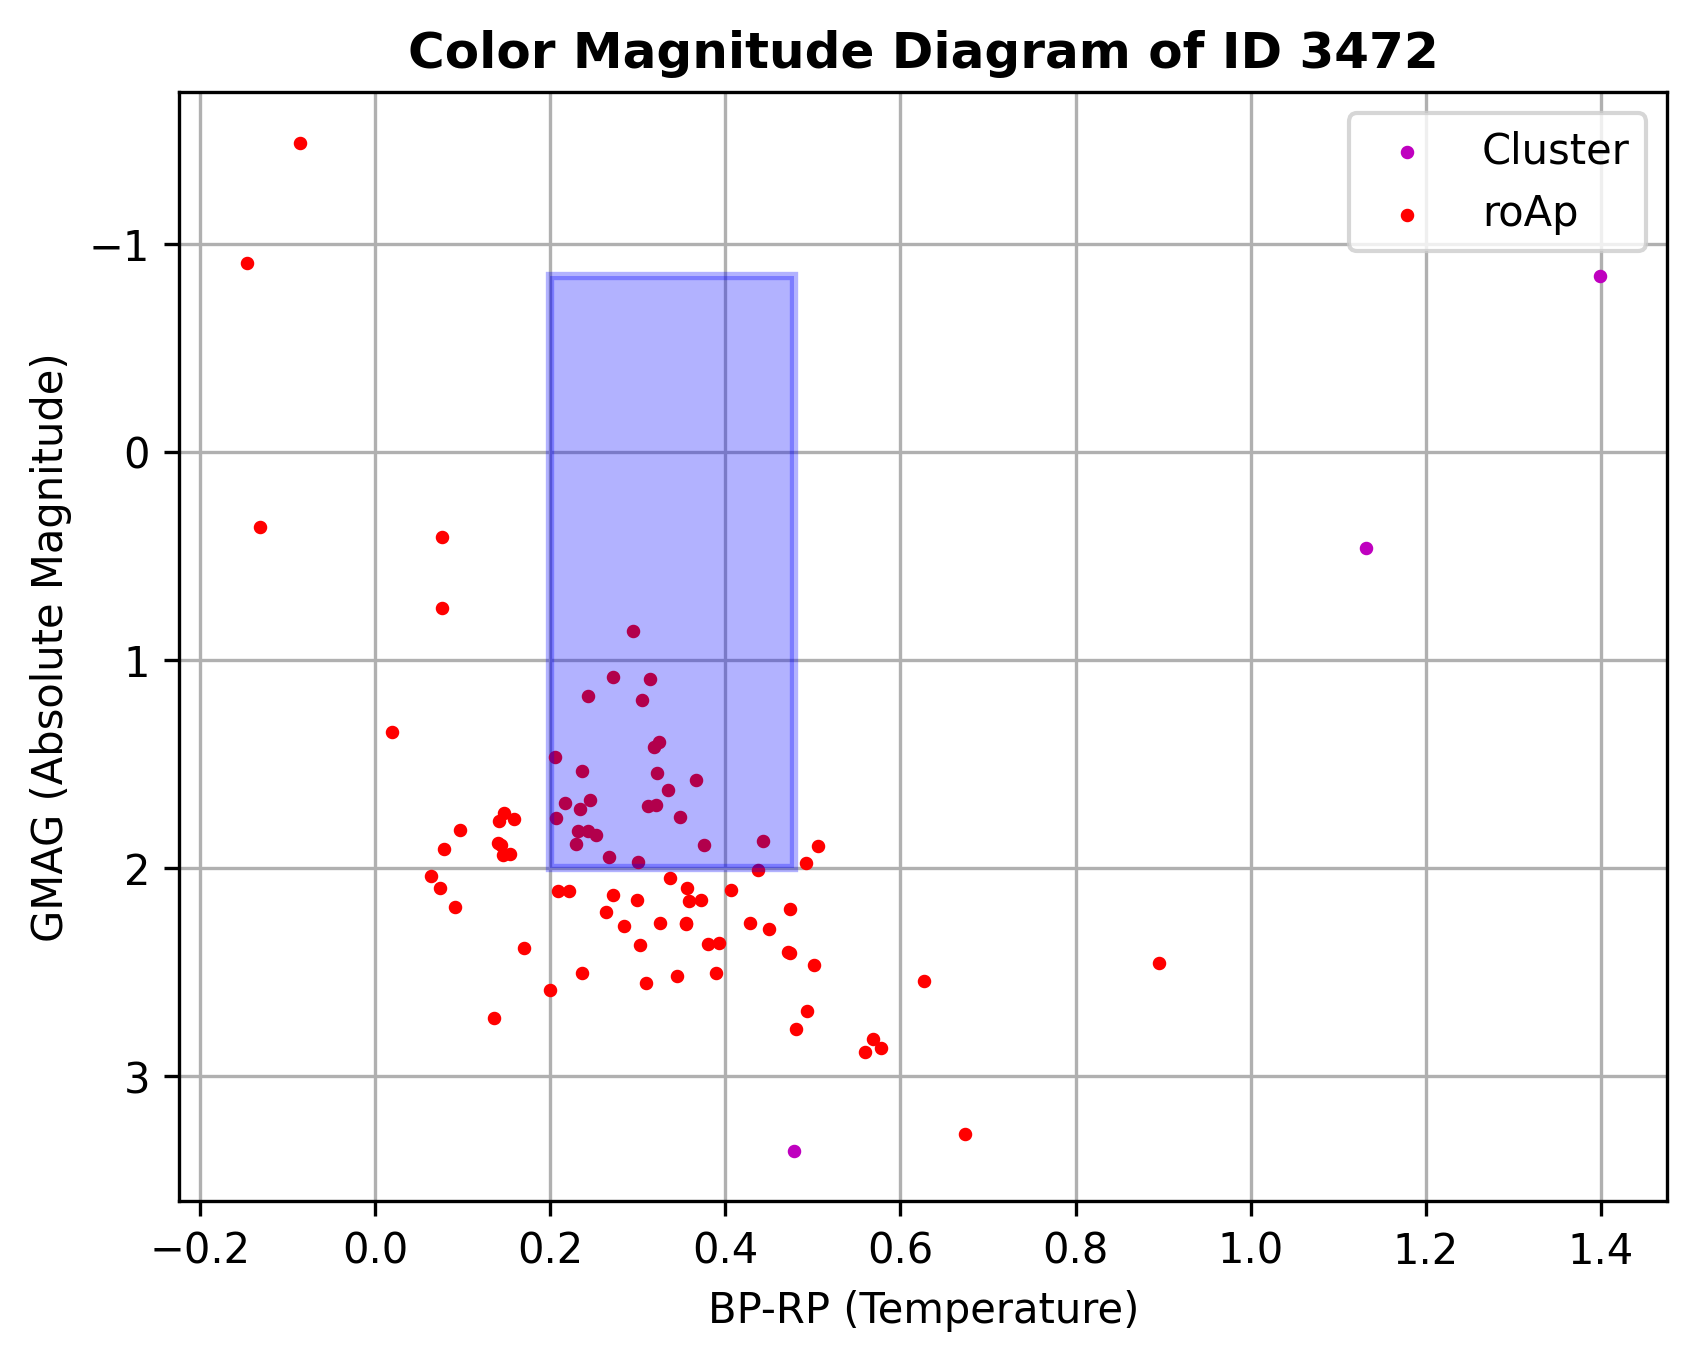 Color Magnitude Diagram of ID 3472
Cluster
roAp
GMAG (Absolute Magnitude)
−1
0
1
2
3
−0.2 0.0 0.2 0.4 0.6 0.8 1.0 1.2 1.4
BP-RP (Temperature)